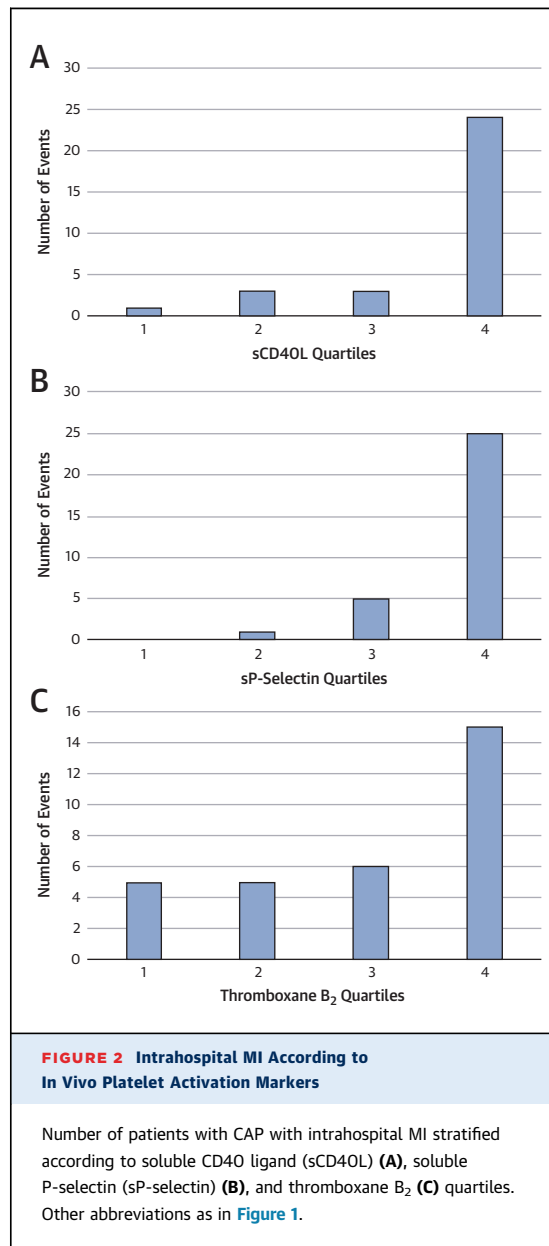 A
30
25
20
15
10
5
0
Number of Events
1 2 3 4
sCD40L Quartiles
B
30
25
20
15
10
5
0
Number of Events
1 2 3 4
sP-Selectin Quartiles
C
16
14
12
10
8
6
4
2
0
Number of Events
1 2 3 4
Thromboxane B₂ Quartiles
FIGURE 2 Intrahospital MI According to
In Vivo Platelet Activation Markers
Number of patients with CAP with intrahospital MI stratified
according to soluble CD40 ligand (sCD40L) (A), soluble
P-selectin (sP-selectin) (B), and thromboxane B₂ (C) quartiles.
Other abbreviations as in Figure 1.